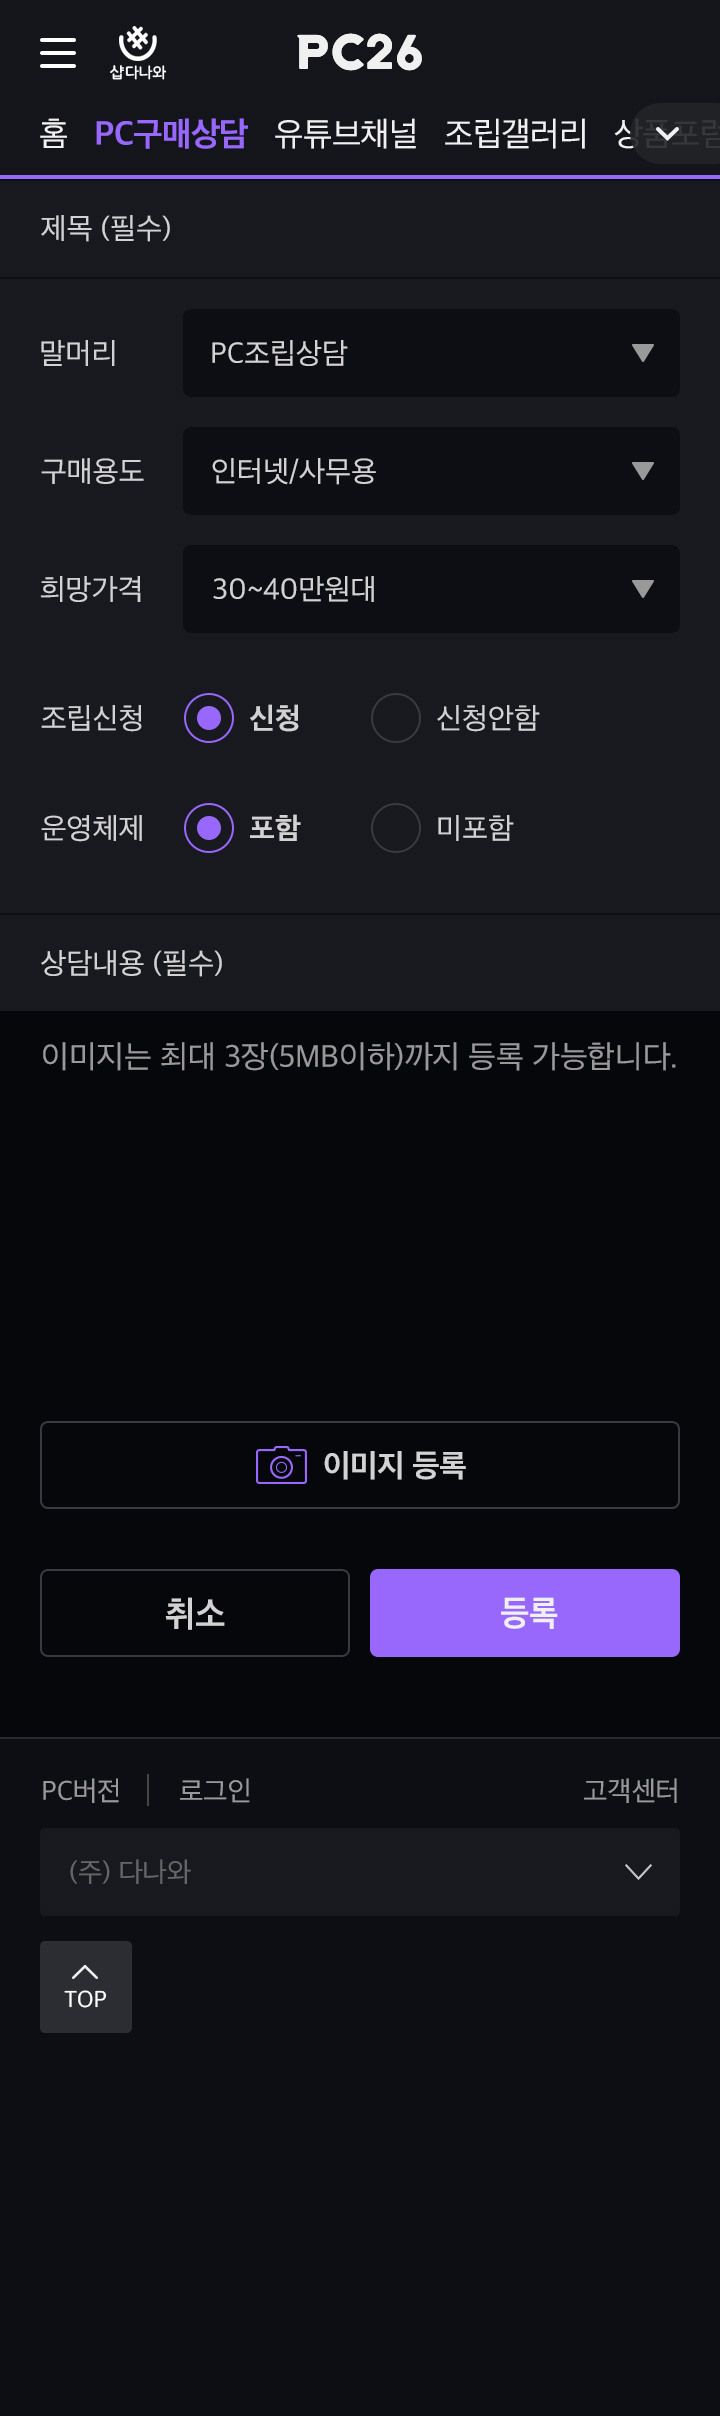 샵다나와
PC26
홈 PC구매상담 유튜브채널 조립갤러리 상품포럼
제목 (필수)
말머리 PC조립상담
구매용도 인터넷/사무용
희망가격 30~40만원대
조립신청 신청 신청안함
운영체제 포함 미포함
상담내용 (필수)
이미지는 최대 3장(5MB이하)까지 등록 가능합니다.
이미지 등록
취소 등록
PC버전 로그인 고객센터
(주) 다나와
TOP